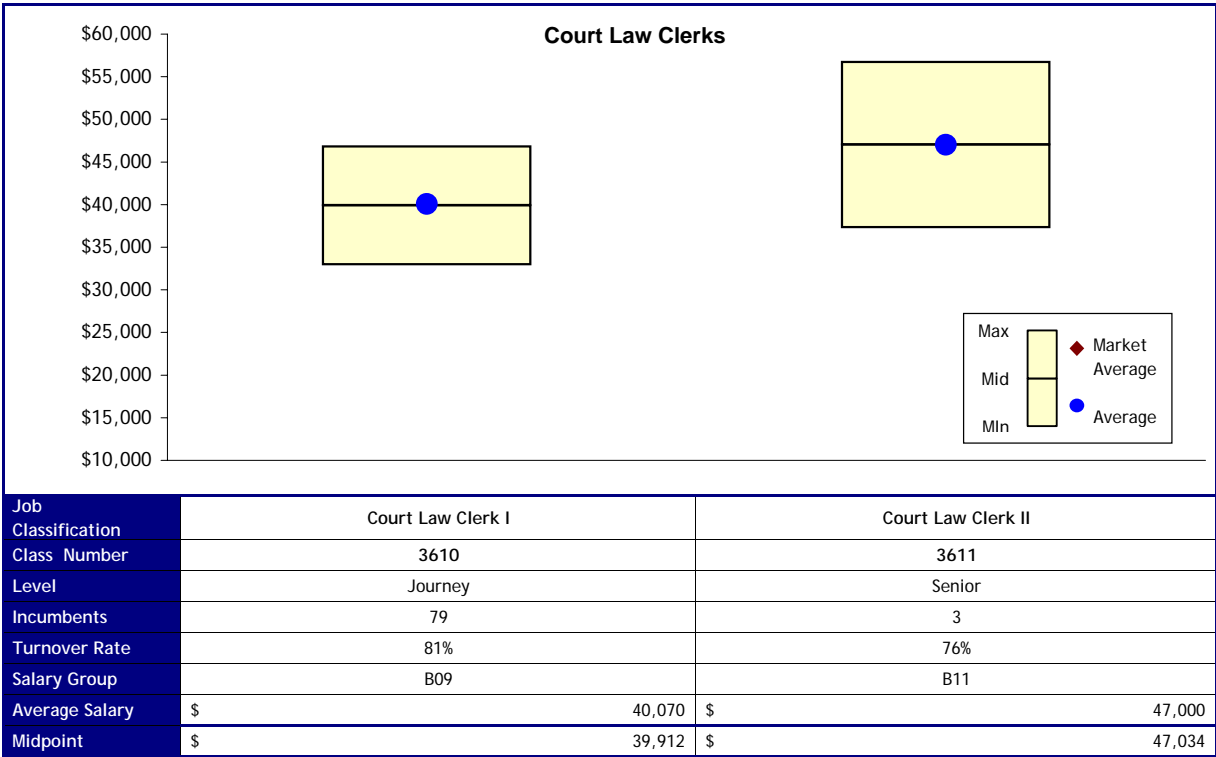 Court Law Clerks
$60,000
$55,000
$50,000
$45,000
$40,000
$35,000
$30,000
$25,000
$20,000
$15,000
$10,000
Max
Mid
MIn
Market
Average
Average
Job
Classification Court Law Clerk I Court Law Clerk II
Class Number 3610 3611
Level Journey Senior
Incumbents 79 3
Turnover Rate 81% 76%
Salary Group B09 B11
Average Salary $ 40,070 $ 47,000
Midpoint $ 39,912 $ 47,034